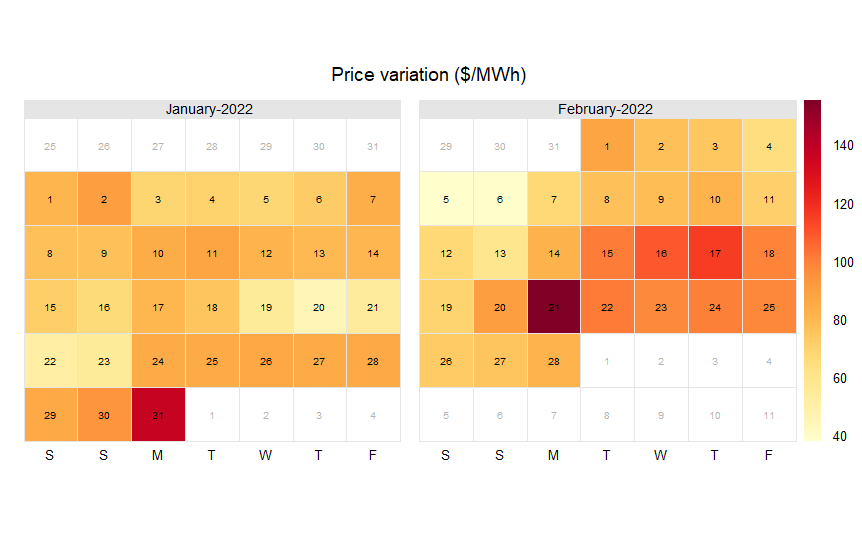 Price variation ($/MWh)
January-2022
25 26 27 28 29 30 31
1 2 3 4 5 6 7
8 9 10 11 12 13 14
15 16 17 18 19 20 21
22 23 24 25 26 27 28
29 30 31 1 2 3 4
S S M T W T F
February-2022
29 30 31 1 2 3 4
5 6 7 8 9 10 11
12 13 14 15 16 17 18
19 20 21 22 23 24 25
26 27 28 1 2 3 4
5 6 7 8 9 10 11
S S M T W T F
140
120
100
80
60
40